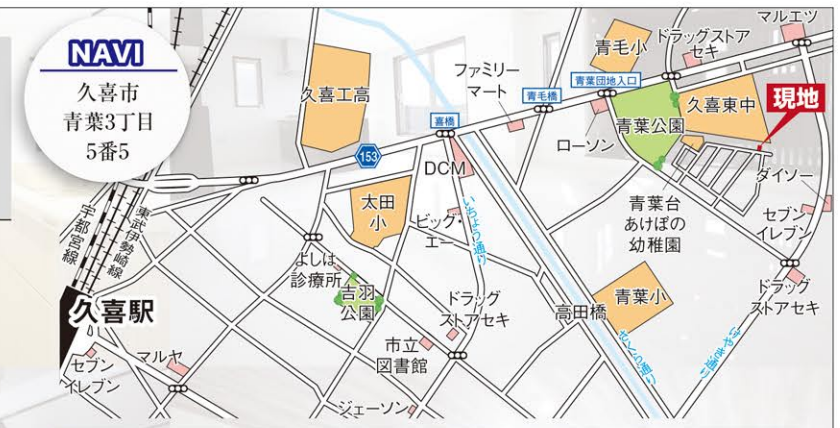 NAVI
久喜市
青葉3丁目
5番5
久喜工高
153
喜橋
ファミリー
マート
青毛橋
青葉団地入口
青毛小
ドラッグストア
セキ
マルエツ
久喜東中
現地
青葉公園
ローソン
DCM
太田
小
ビッグ・
エー
いちょう通り
青葉台
あけぼの
幼稚園
ダイソー
セブン
イレブン
ドラッグ
ストアセキ
東武伊勢崎線
宇都宮線
久喜駅
よしば
診療所
吉羽
公園
ドラッグ
ストアセキ
高田橋
青葉小
さくら通り
けやき通り
市立
図書館
セブン
イレブン
マルヤ
ジェーソン